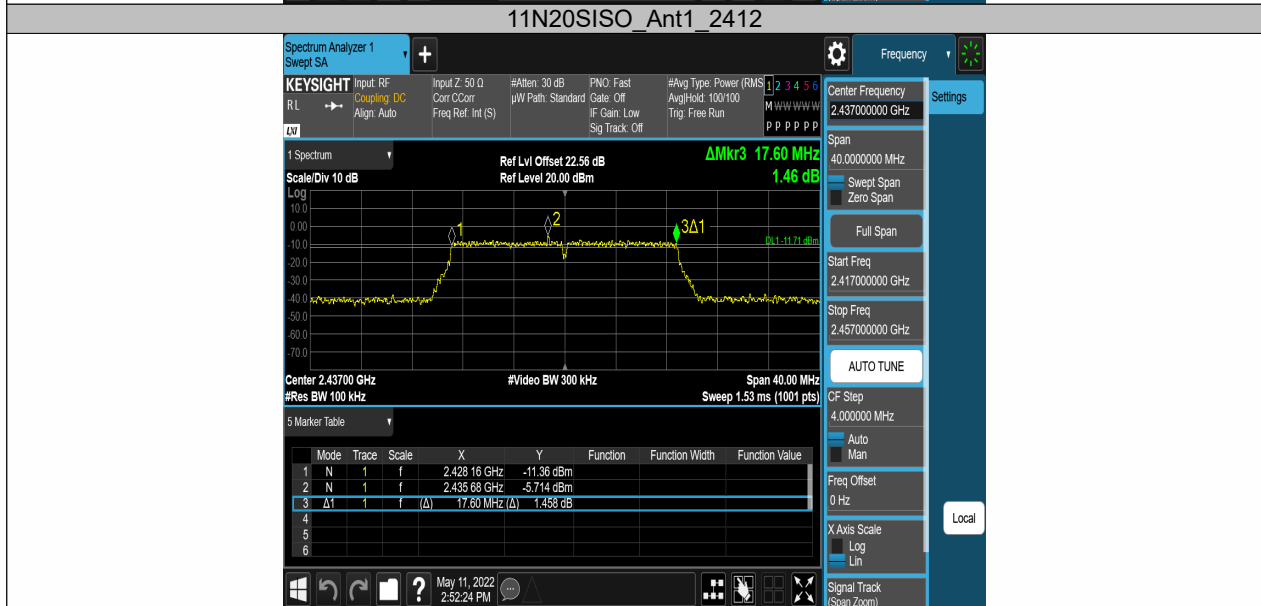 11N20SISO_Ant1_2412
Spectrum Analyzer 1
Swept SA
+
Frequency
KEYSIGHT
RL
LXI
Input: RF
Coupling: DC
Align: Auto
Input Z: 50 Ω
Corr CCorr
Freq Ref: Int (S)
#Atten: 30 dB
µW Path: Standard
PNO: Fast
Gate: Off
IF Gain: Low
Sig Track: Off
#Avg Type: Power (RMS
Avg|Hold: 100/100
Trig: Free Run
1 2 3 4 5 6
M W W W W W
P P P P P P
Center Frequency
2.437000000 GHz
Settings
Span
40.0000000 MHz
Swept Span
Zero Span
Full Span
Start Freq
2.417000000 GHz
Stop Freq
2.457000000 GHz
AUTO TUNE
CF Step
4.000000 MHz
Auto
Man
Freq Offset
0 Hz
X Axis Scale
Log
Lin
Signal Track
(Span Zoom)
Local
1 Spectrum
Scale/Div 10 dB
Ref Lvl Offset 22.56 dB
Ref Level 20.00 dBm
ΔMkr3 17.60 MHz
1.46 dB
Log
10.0
0.00
-10.0
-20.0
-30.0
-40.0
-50.0
-60.0
-70.0
1
2
3Δ1
DL1 -11.71 dBm
Center 2.43700 GHz
#Res BW 100 kHz
#Video BW 300 kHz
Span 40.00 MHz
Sweep 1.53 ms (1001 pts)
5 Marker Table
Mode Trace Scale X Y Function Function Width Function Value
1 N 1 f 2.428 16 GHz -11.36 dBm
2 N 1 f 2.435 68 GHz -5.714 dBm
3 Δ1 1 f (Δ) 17.60 MHz (Δ) 1.458 dB
4
5
6
?
May 11, 2022
2:52:24 PM